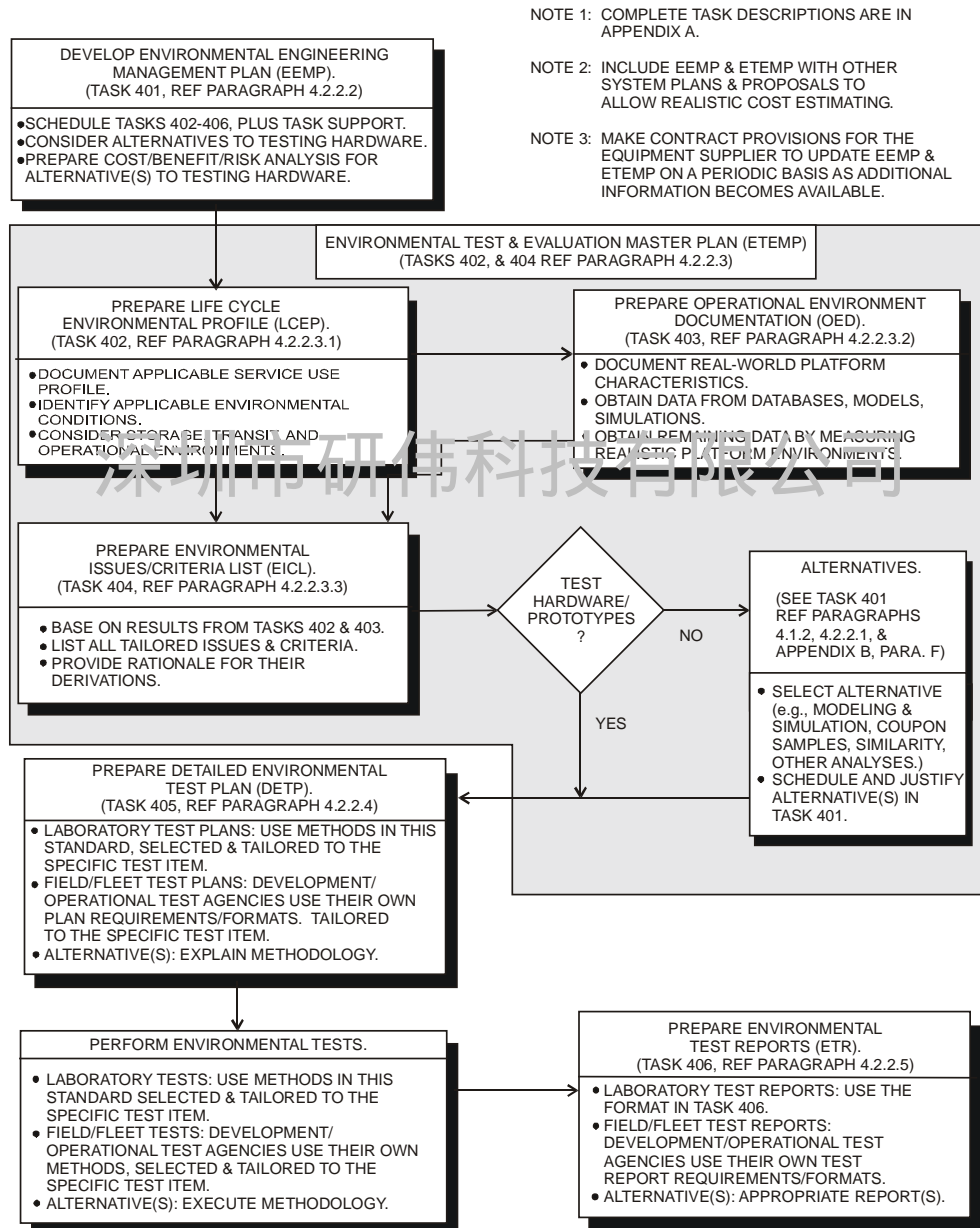 NOTE 1: COMPLETE TASK DESCRIPTIONS ARE IN
APPENDIX A.
NOTE 2: INCLUDE EEMP & ETEMP WITH OTHER
SYSTEM PLANS & PROPOSALS TO
ALLOW REALISTIC COST ESTIMATING.
NOTE 3: MAKE CONTRACT PROVISIONS FOR THE
EQUIPMENT SUPPLIER TO UPDATE EEMP &
ETEMP ON A PERIODIC BASIS AS ADDITIONAL
INFORMATION BECOMES AVAILABLE.
DEVELOP ENVIRONMENTAL ENGINEERING
MANAGEMENT PLAN (EEMP).
(TASK 401, REF PARAGRAPH 4.2.2.2)
●SCHEDULE TASKS 402-406, PLUS TASK SUPPORT.
●CONSIDER ALTERNATIVES TO TESTING HARDWARE.
●PREPARE COST/BENEFIT/RISK ANALYSIS FOR
ALTERNATIVE(S) TO TESTING HARDWARE.
ENVIRONMENTAL TEST & EVALUATION MASTER PLAN (ETEMP)
(TASKS 402, & 404 REF PARAGRAPH 4.2.2.3)
PREPARE LIFE CYCLE
ENVIRONMENTAL PROFILE (LCEP).
(TASK 402, REF PARAGRAPH 4.2.2.3.1)
● DOCUMENT APPLICABLE SERVICE USE
PROFILE.
● IDENTIFY APPLICABLE ENVIRONMENTAL
CONDITIONS.
● CONSIDER STORAGE, TRANSIT, AND
OPERATIONAL ENVIRONMENTS.
PREPARE OPERATIONAL ENVIRONMENT
DOCUMENTATION (OED).
(TASK 403, REF PARAGRAPH 4.2.2.3.2)
● DOCUMENT REAL-WORLD PLATFORM
CHARACTERISTICS.
● OBTAIN DATA FROM DATABASES, MODELS,
SIMULATIONS.
● OBTAIN REMAINING DATA BY MEASURING
REALISTIC PLATFORM ENVIRONMENTS.
深圳市研伟科技有限公司
PREPARE ENVIRONMENTAL
ISSUES/CRITERIA LIST (EICL).
(TASK 404, REF PARAGRAPH 4.2.2.3.3)
● BASE ON RESULTS FROM TASKS 402 & 403.
● LIST ALL TAILORED ISSUES & CRITERIA.
● PROVIDE RATIONALE FOR THEIR
DERIVATIONS.
TEST
HARDWARE/
PROTOTYPES
?
NO
YES
ALTERNATIVES.
(SEE TASK 401
REF PARAGRAPHS
4.1.2, 4.2.2.1, &
APPENDIX B, PARA. F)
● SELECT ALTERNATIVE
(e.g., MODELING &
SIMULATION, COUPON
SAMPLES, SIMILARITY,
OTHER ANALYSES.)
● SCHEDULE AND JUSTIFY
ALTERNATIVE(S) IN
TASK 401.
PREPARE DETAILED ENVIRONMENTAL
TEST PLAN (DETP).
(TASK 405, REF PARAGRAPH 4.2.2.4)
● LABORATORY TEST PLANS: USE METHODS IN THIS
STANDARD, SELECTED & TAILORED TO THE
SPECIFIC TEST ITEM.
● FIELD/FLEET TEST PLANS: DEVELOPMENT/
OPERATIONAL TEST AGENCIES USE THEIR OWN
PLAN REQUIREMENTS/FORMATS. TAILORED
TO THE SPECIFIC TEST ITEM.
● ALTERNATIVE(S): EXPLAIN METHODOLOGY.
PERFORM ENVIRONMENTAL TESTS.
● LABORATORY TESTS: USE METHODS IN THIS
STANDARD SELECTED & TAILORED TO THE
SPECIFIC TEST ITEM.
● FIELD/FLEET TESTS: DEVELOPMENT/
OPERATIONAL TEST AGENCIES USE THEIR OWN
METHODS, SELECTED & TAILORED TO THE
SPECIFIC TEST ITEM.
● ALTERNATIVE(S): EXECUTE METHODOLOGY.
PREPARE ENVIRONMENTAL
TEST REPORTS (ETR).
(TASK 406, REF PARAGRAPH 4.2.2.5)
● LABORATORY TEST REPORTS: USE THE
FORMAT IN TASK 406.
● FIELD/FLEET TEST REPORTS:
DEVELOPMENT/OPERATIONAL TEST
AGENCIES USE THEIR OWN TEST
REPORT REQUIREMENTS/FORMATS.
● ALTERNATIVE(S): APPROPRIATE REPORT(S).